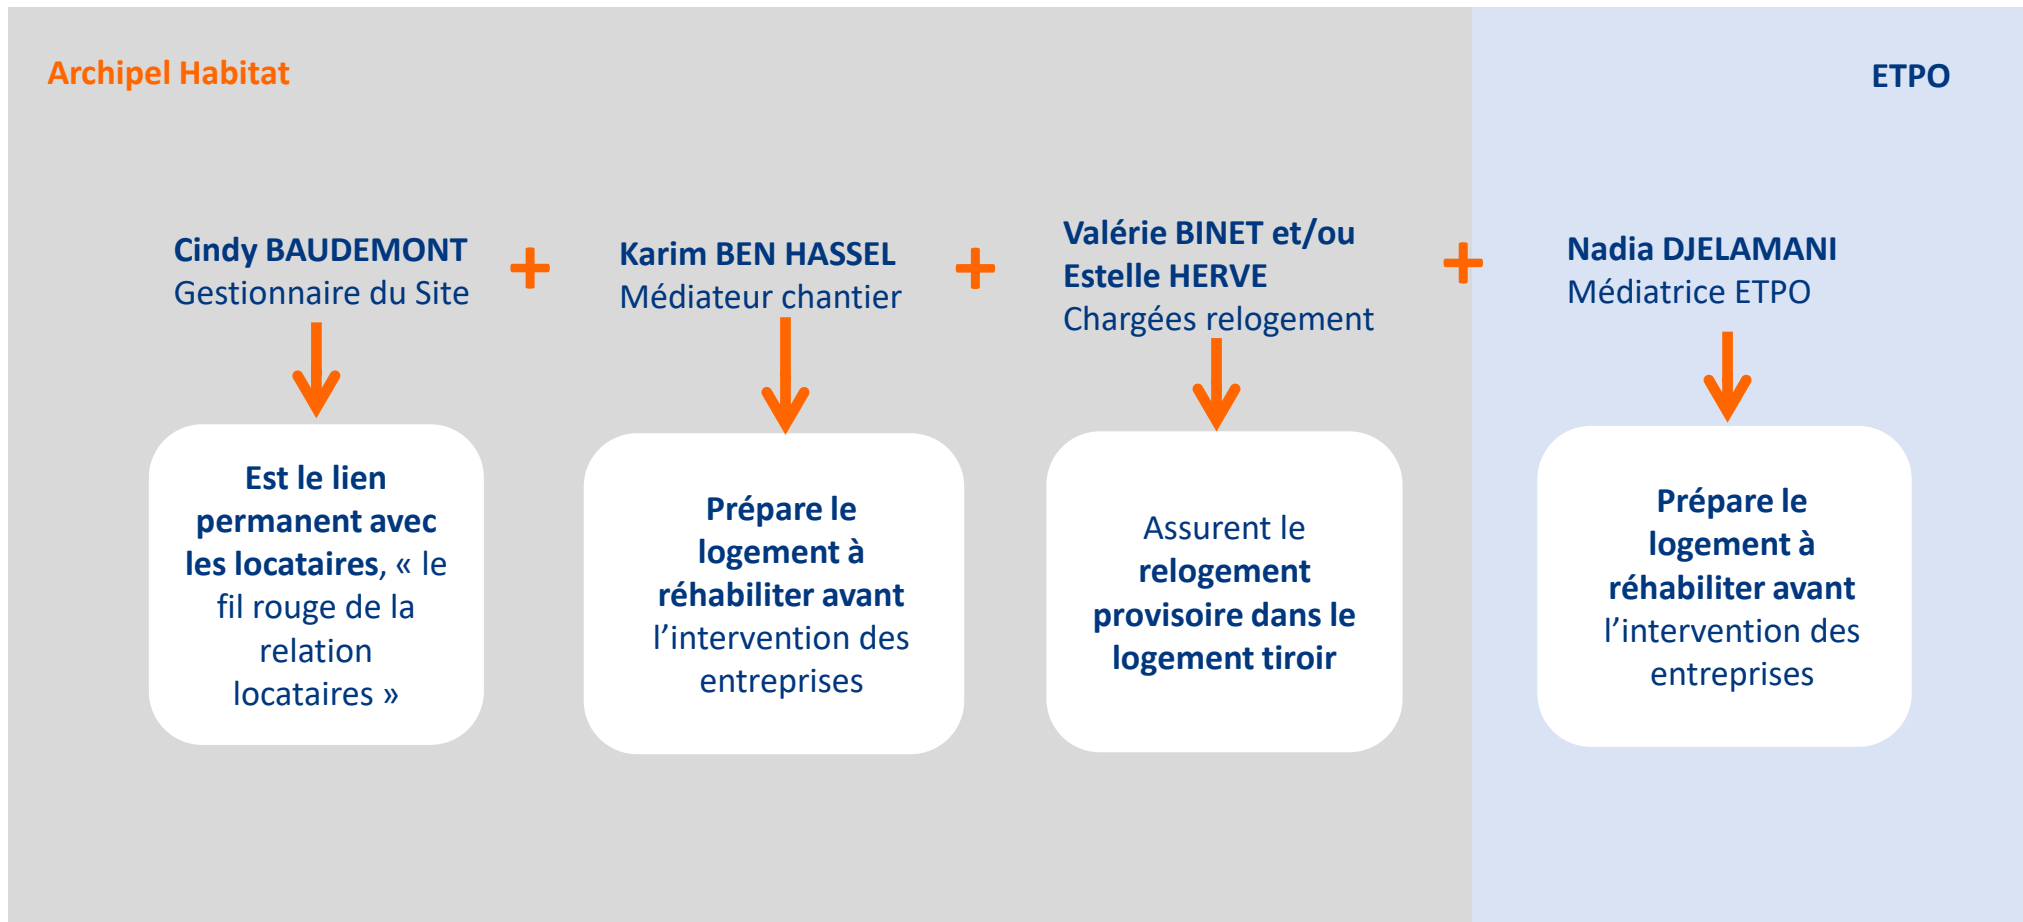 Archipel Habitat
ETPO
Cindy BAUDEMONT
Gestionnaire du Site
+
Karim BEN HASSEL
Médiateur chantier
+
Valérie BINET et/ou
Estelle HERVE
Chargées relogement
+
Nadia DJELAMANI
Médiatrice ETPO
Est le lien
permanent avec
les locataires, « le
fil rouge de la
relation
locataires »
Prépare le
logement à
réhabiliter avant
l’intervention des
entreprises
Assurent le
relogement
provisoire dans le
logement tiroir
Prépare le
logement à
réhabiliter avant
l’intervention des
entreprises